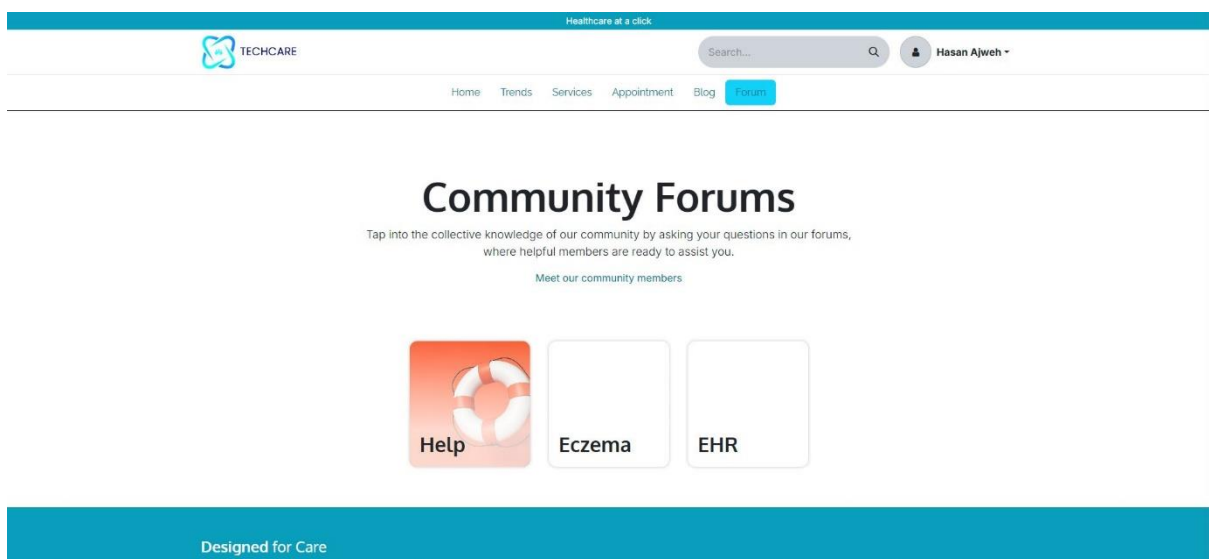 Healthcare at a click
TECHCARE
Search...
Hasan Ajweh
Home Trends Services Appointment Blog Forum
Community Forums
Tap into the collective knowledge of our community by asking your questions in our forums,
where helpful members are ready to assist you.
Meet our community members
Help Eczema EHR
Designed for Care